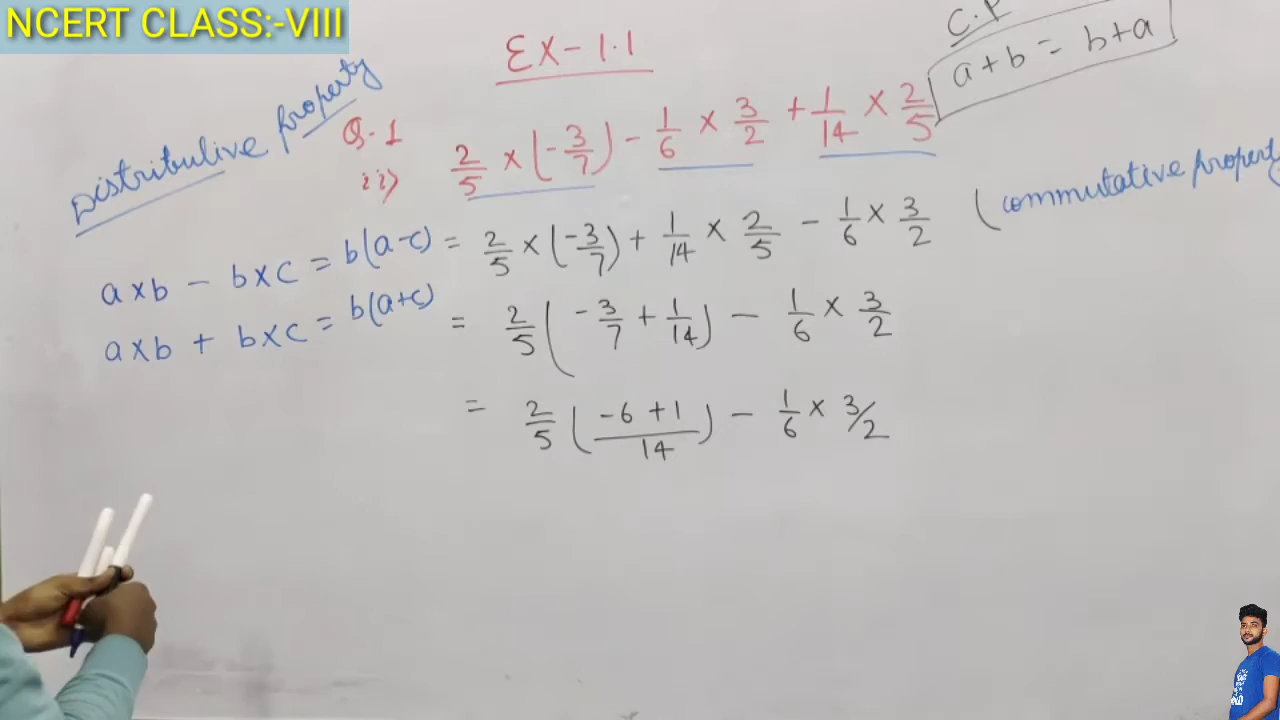 NCERT CLASS:-VIII
EX-1.1
C.P
a+b = b+a
Distributive property
Q.1
ii) 2/5 × (-3/7) - 1/6 × 3/2 + 1/14 × 2/5
a×b - b×c = b(a-c)
a×b + b×c = b(a+c)
= 2/5 × (-3/7) + 1/14 × 2/5 - 1/6 × 3/2 (commutative property
= 2/5 (-3/7 + 1/14) - 1/6 × 3/2
= 2/5 (-6+1/14) - 1/6 × 3/2